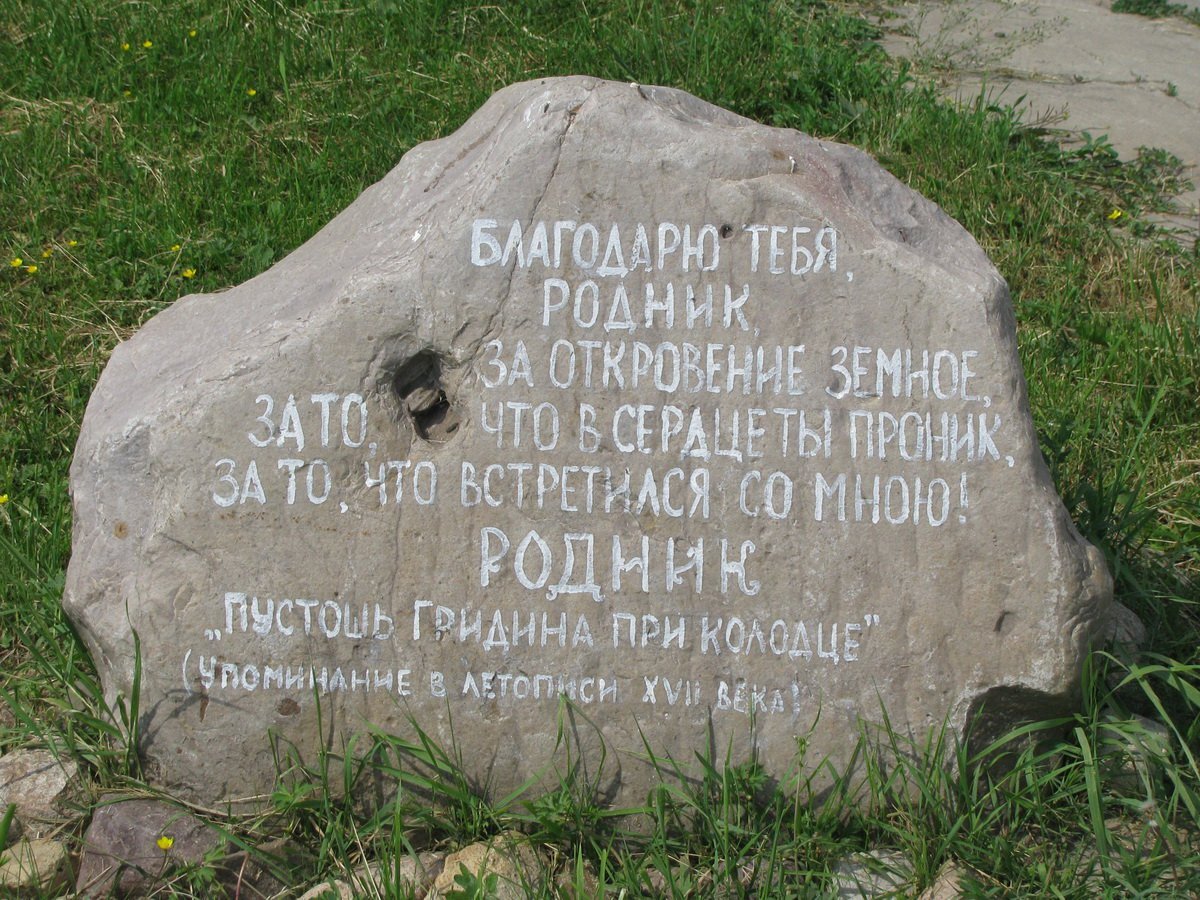 БЛАГОДАРЮ ТЕБЯ,
РОДНИК,
ЗА ОТКРОВЕНИЕ ЗЕМНОЕ,
ЗА ТО, ЧТО В СЕРДЦЕ ТЫ ПРОНИК,
ЗА ТО, ЧТО ВСТРЕТИЛСЯ СО МНОЮ!
РОДНИК
„ПУСТОШЬ ГРИДИНА ПРИ КОЛОДЦЕ"
(УПОМИНАНИЕ В ЛЕТОПИСИ XVII ВЕКА)